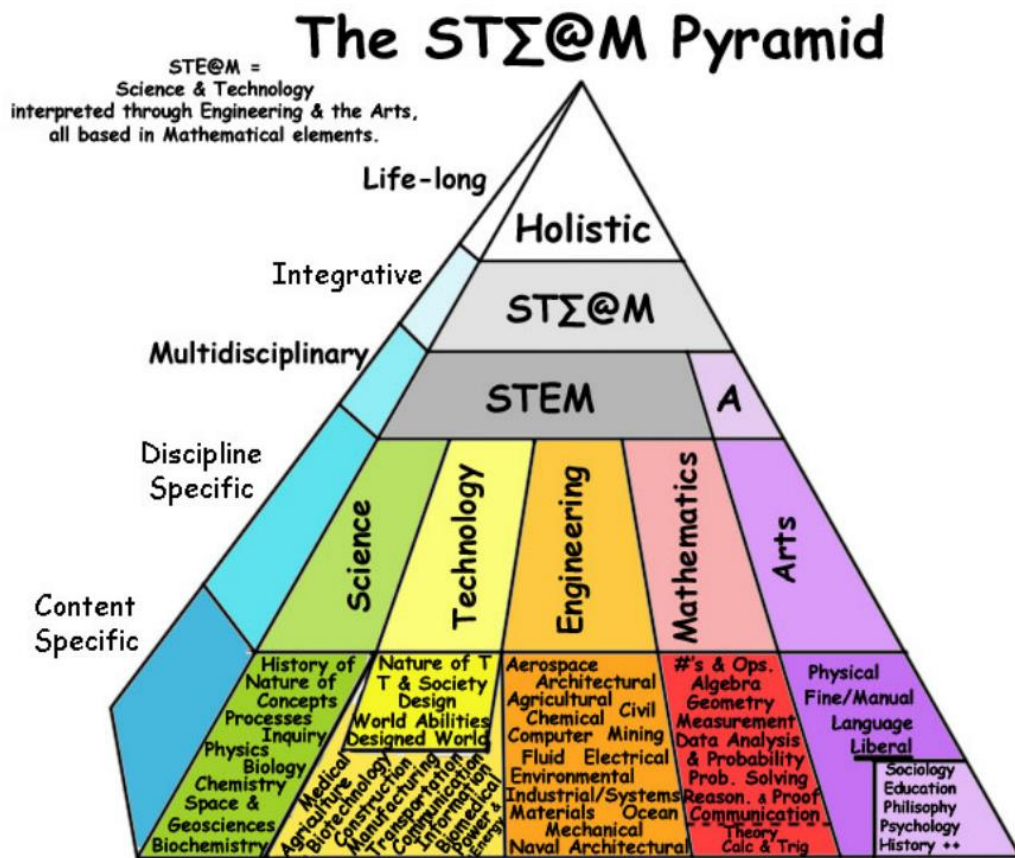 The STΣ@M Pyramid
STE@M =
Science & Technology
interpreted through Engineering & the Arts,
all based in Mathematical elements.
Life-long
Holistic
Integrative
STΣ@M
Multidisciplinary
STEM
A
Discipline
Specific
Science
Technology
Engineering
Mathematics
Arts
Content
Specific
History of
Nature of
Concepts
Processes
Inquiry
Physics
Biology
Chemistry
Space &
Geosciences
Biochemistry
Nature of T
T & Society
Design
World Abilities
Designed World
Medical
Agriculture
& Biotechnology
Construction
Manufacturing
Transportation
Communication
Information
Biomedical
Power &
Energy
Aerospace
Architectural
Agricultural
Civil
Chemical
Computer Mining
Fluid Electrical
Environmental
Industrial/Systems
Materials Ocean
Mechanical
Naval Architectural
#'s & Ops.
Algebra
Geometry
Measurement
Data Analysis
& Probability
Prob. Solving
Reason. & Proof
Communication
Theory
Calc & Trig
Physical
Fine/Manual
Language
Liberal
Sociology
Education
Philisophy
Psychology
History ++